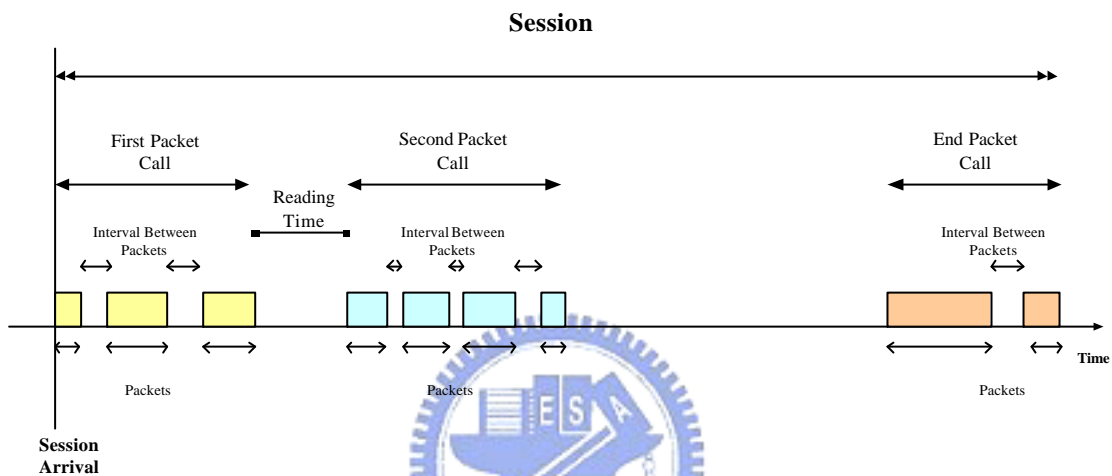 Session
First Packet
Call
Second Packet
Call
End Packet
Call
Reading
Time
Interval Between
Packets
Interval Between
Packets
Interval Between
Packets
Time
Packets
Packets
Packets
E S A
Session
Arrival